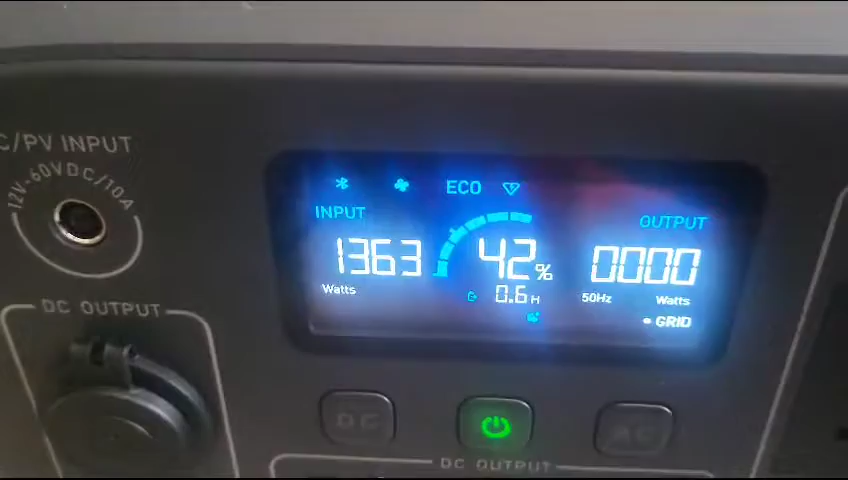 C/PV INPUT
12V-60VDC/10A
DC OUTPUT
ECO
INPUT
1363
Watts
42%
0.6H
OUTPUT
0000
50Hz
Watts
GRID
DC
AC
DC OUTPUT